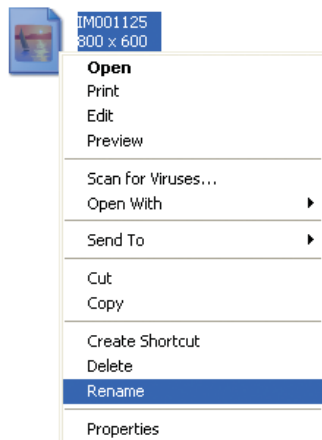 IM001125
800 x 600
Open
Print
Edit
Preview
Scan for Viruses...
Open With
Send To
Cut
Copy
Create Shortcut
Delete
Rename
Properties